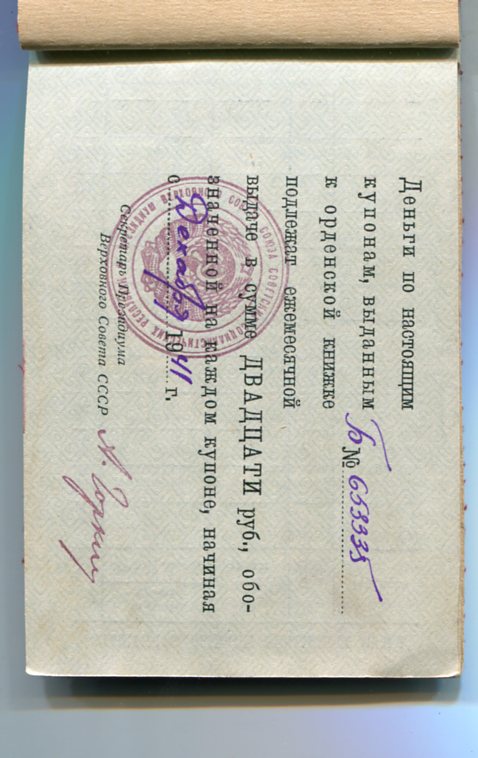 Деньги по настоящим
купонам, выданным
к орденской книжке Б № 653335
подлежат ежемесячной
выдаче в сумме ДВАДЦАТИ руб., обо-
значенной на каждом купоне, начиная
с Декабря 1941 г.
Секретарь Президиума
Верховного Совета СССР А. Горкин